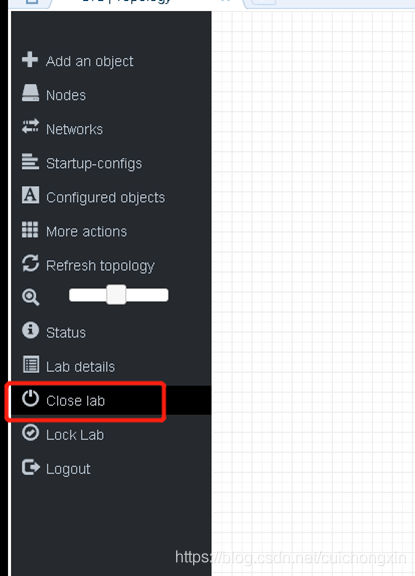 Topology
Add an object
Nodes
Networks
Startup-configs
Configured objects
More actions
Refresh topology
Status
Lab details
Close lab
Lock Lab
Logout
https://blog.csdn.net/cuichongxin